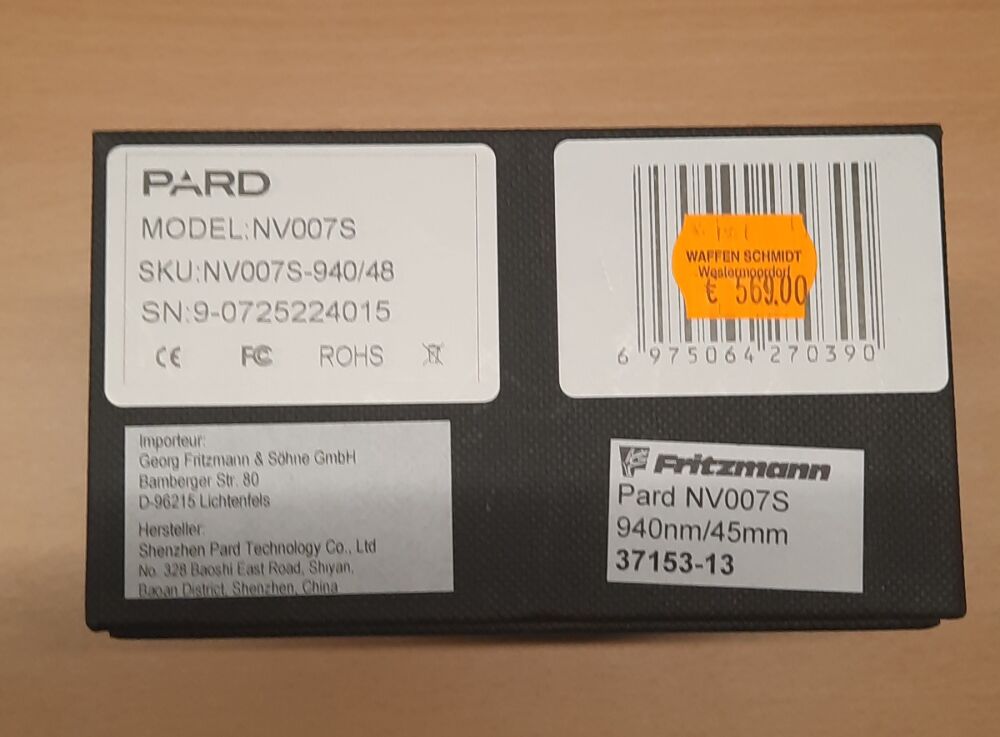 PARD
MODEL:NV007S
SKU:NV007S-940/48
SN:9-0725224015
CE FC ROHS
WAFFEN SCHMIDT
Westermoordorf
€ 569.00
6 975064 270390
Importeur:
Georg Fritzmann & Söhne GmbH
Bamberger Str. 80
D-96215 Lichtenfels
Hersteller:
Shenzhen Pard Technology Co., Ltd
No. 328 Baoshi East Road, Shiyan,
Baoan District, Shenzhen, China
Fritzmann
Pard NV007S
940nm/45mm
37153-13